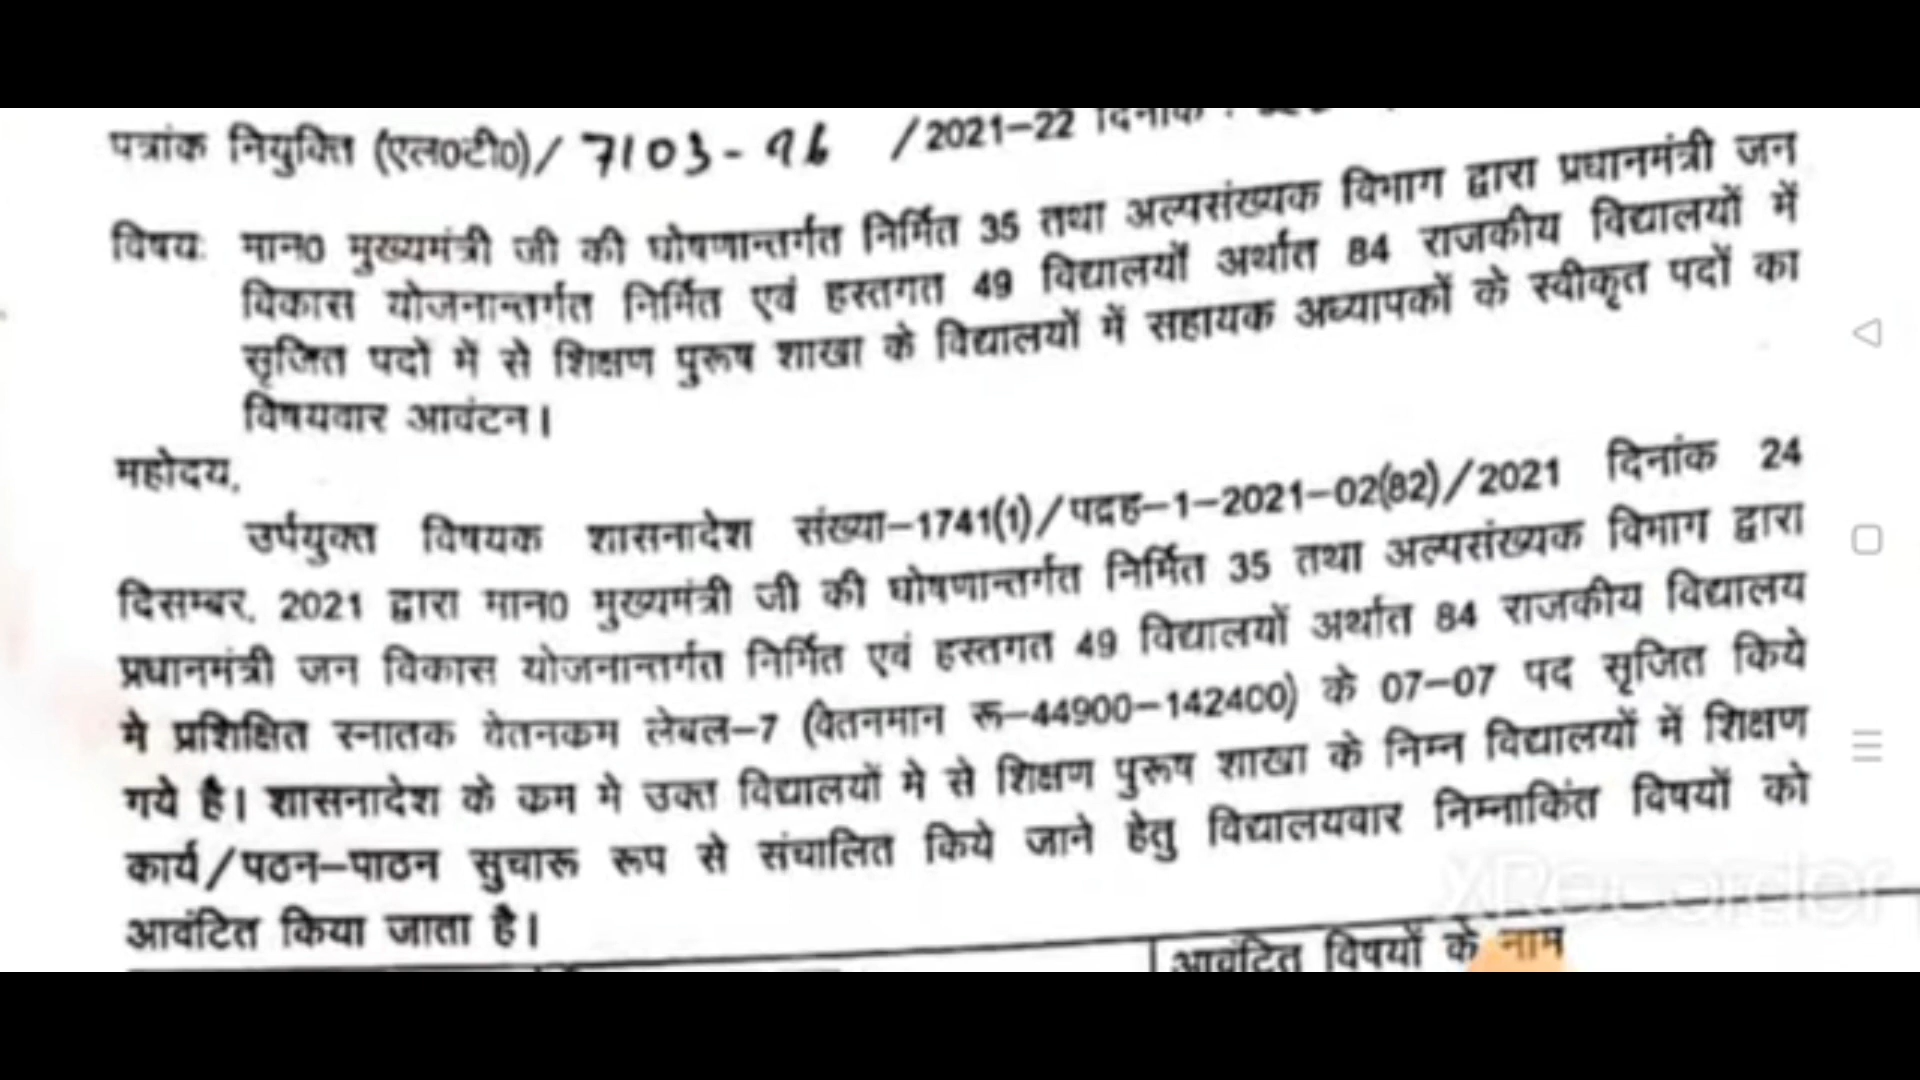 पत्रांक नियुक्ति (एल0टी0)/ 7103-96 /2021-22 दिनांक :
विषय: मान0 मुख्यमंत्री जी की घोषणान्तर्गत निर्मित 35 तथा अल्पसंख्यक विभाग द्वारा प्रधानमंत्री जन
विकास योजनान्तर्गत निर्मित एवं हस्तगत 49 विद्यालयों अर्थात 84 राजकीय विद्यालयों में
सृजित पदों में से शिक्षण पुरूष शाखा के विद्यालयों में सहायक अध्यापकों के स्वीकृत पदों का
विषयवार आवंटन।
महोदय,
उर्पयुक्त विषयक शासनादेश संख्या-1741(1)/पद्रह-1-2021-02(82)/2021 दिनांक 24
दिसम्बर, 2021 द्वारा मान0 मुख्यमंत्री जी की घोषणान्तर्गत निर्मित 35 तथा अल्पसंख्यक विभाग द्वारा
प्रधानमंत्री जन विकास योजनान्तर्गत निर्मित एवं हस्तगत 49 विद्यालयों अर्थात 84 राजकीय विद्यालय
मे प्रशिक्षित स्नातक वेतनकम लेबल-7 (वेतनमान रू-44900-142400) के 07-07 पद सृजित किये
गये है। शासनादेश के कम मे उक्त विद्यालयों मे से शिक्षण पुरूष शाखा के निम्न विद्यालयों में शिक्षण
कार्य/पठन-पाठन सुचारू रूप से संचालित किये जाने हेतु विद्यालयवार निम्नाकिंत विषयों को
आवंटित किया जाता है।
XRecorder
आवंटित विषयों के नाम